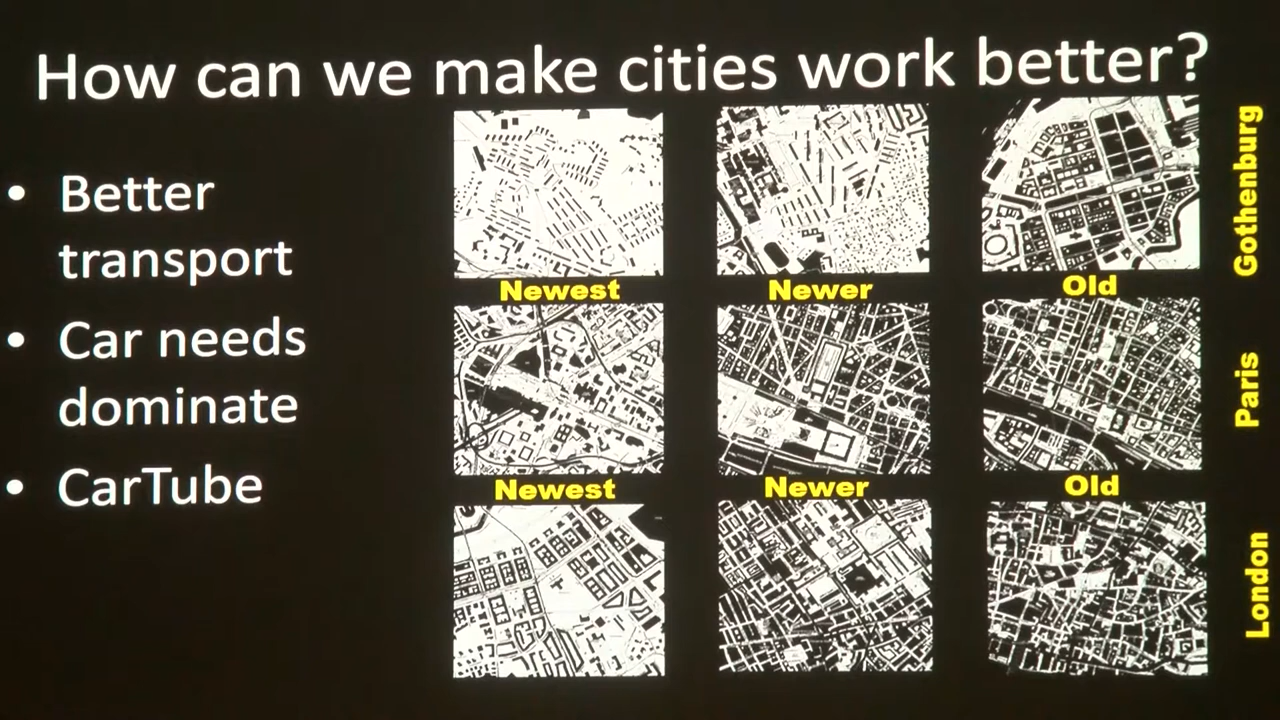 How can we make cities work better?
• Better
transport
• Car needs
dominate
• CarTube
Newest
Newer
Old
Gothenburg
Newest
Newer
Old
Paris
London